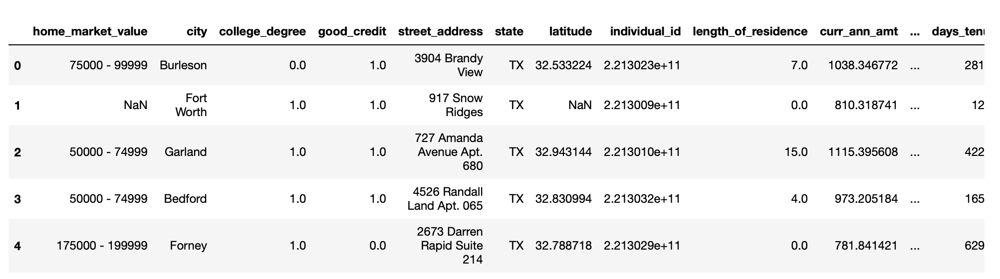 home_market_value city college_degree good_credit street_address state latitude individual_id length_of_residence curr_ann_amt ... days_ten
0 75000 - 99999 Burleson 0.0 1.0 3904 Brandy View TX 32.533224 2.213023e+11 7.0 1038.346772 ... 281
1 NaN Fort Worth 1.0 1.0 917 Snow Ridges TX NaN 2.213009e+11 0.0 810.318741 ... 12
2 50000 - 74999 Garland 1.0 1.0 727 Amanda Avenue Apt. 680 TX 32.943144 2.213010e+11 15.0 1115.395608 ... 422
3 50000 - 74999 Bedford 1.0 1.0 4526 Randall Land Apt. 065 TX 32.830994 2.213032e+11 4.0 973.205184 ... 165
4 175000 - 199999 Forney 1.0 0.0 2673 Darren Rapid Suite 214 TX 32.788718 2.213029e+11 0.0 781.841421 ... 629